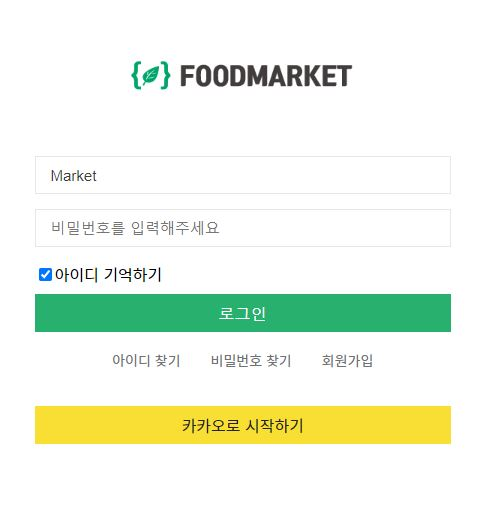 FOODMARKET
Market
비밀번호를 입력해주세요
아이디 기억하기
로그인
아이디 찾기 비밀번호 찾기 회원가입
카카오로 시작하기